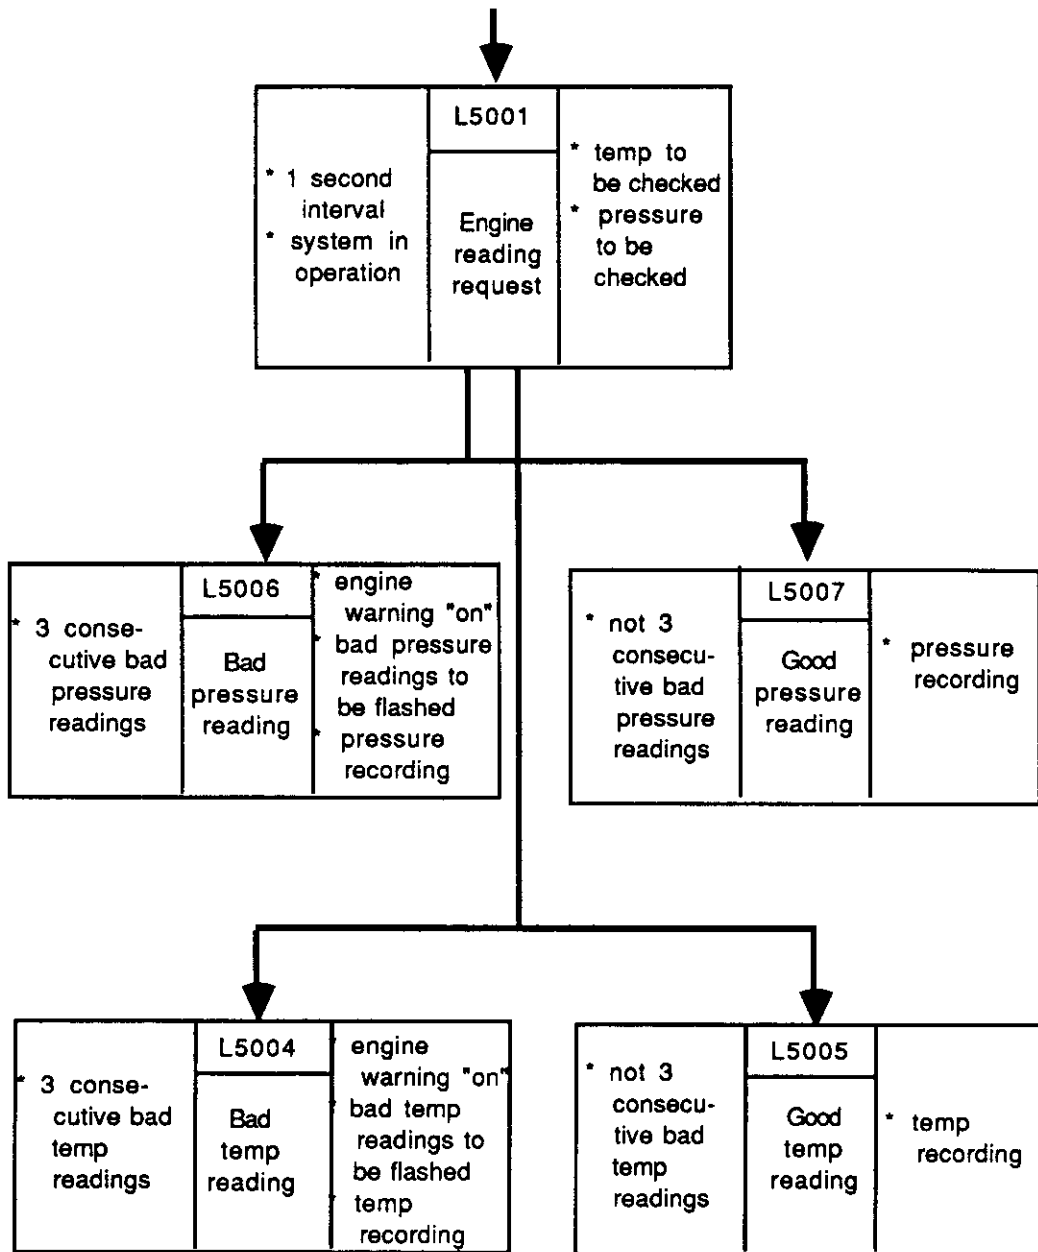 L5001
* 1 second
interval
* system in
operation
Engine
reading
request
* temp to
be checked
* pressure
to be
checked
L5006
* 3 conse-
cutive bad
pressure
readings
Bad
pressure
reading
* engine
warning "on"
* bad pressure
readings to
be flashed
* pressure
recording
L5007
* not 3
consecu-
tive bad
pressure
readings
Good
pressure
reading
* pressure
recording
L5004
* 3 conse-
cutive bad
temp
readings
Bad
temp
reading
engine
warning "on"
bad temp
readings to
be flashed
temp
recording
L5005
* not 3
consecu-
tive bad
temp
readings
Good
temp
reading
* temp
recording